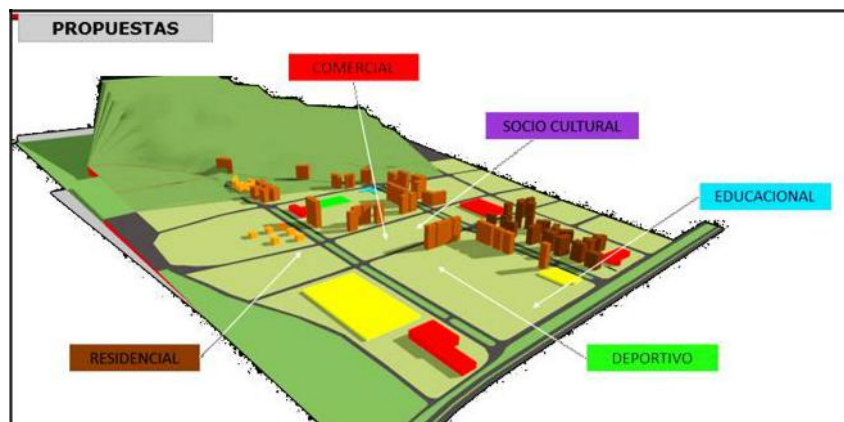 PROPUESTAS
COMERCIAL
SOCIO CULTURAL
EDUCACIONAL
RESIDENCIAL
DEPORTIVO